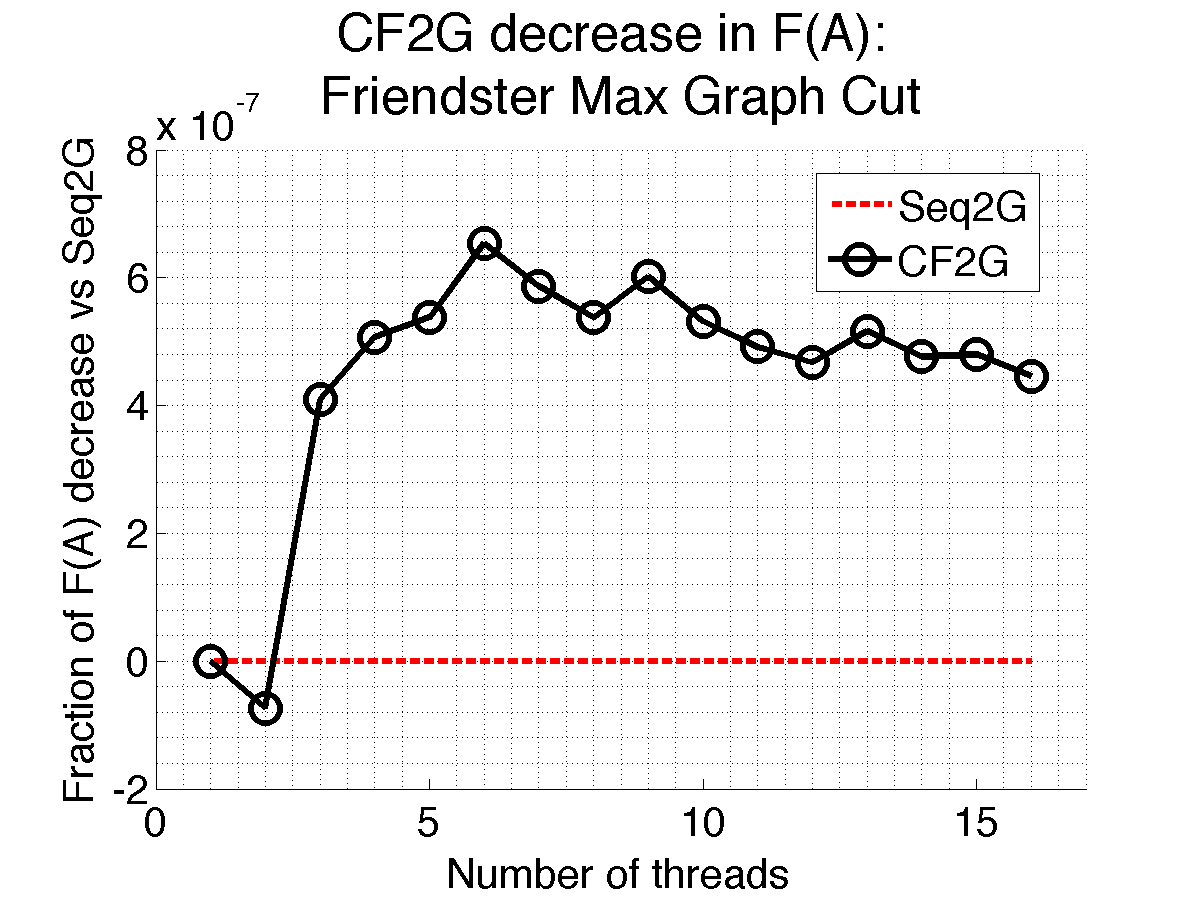 CF2G decrease in F(A):
Friendster Max Graph Cut
x 10^-7
Fraction of F(A) decrease vs Seq2G
8
6
4
2
0
-2
Seq2G
CF2G
0 5 10 15
Number of threads